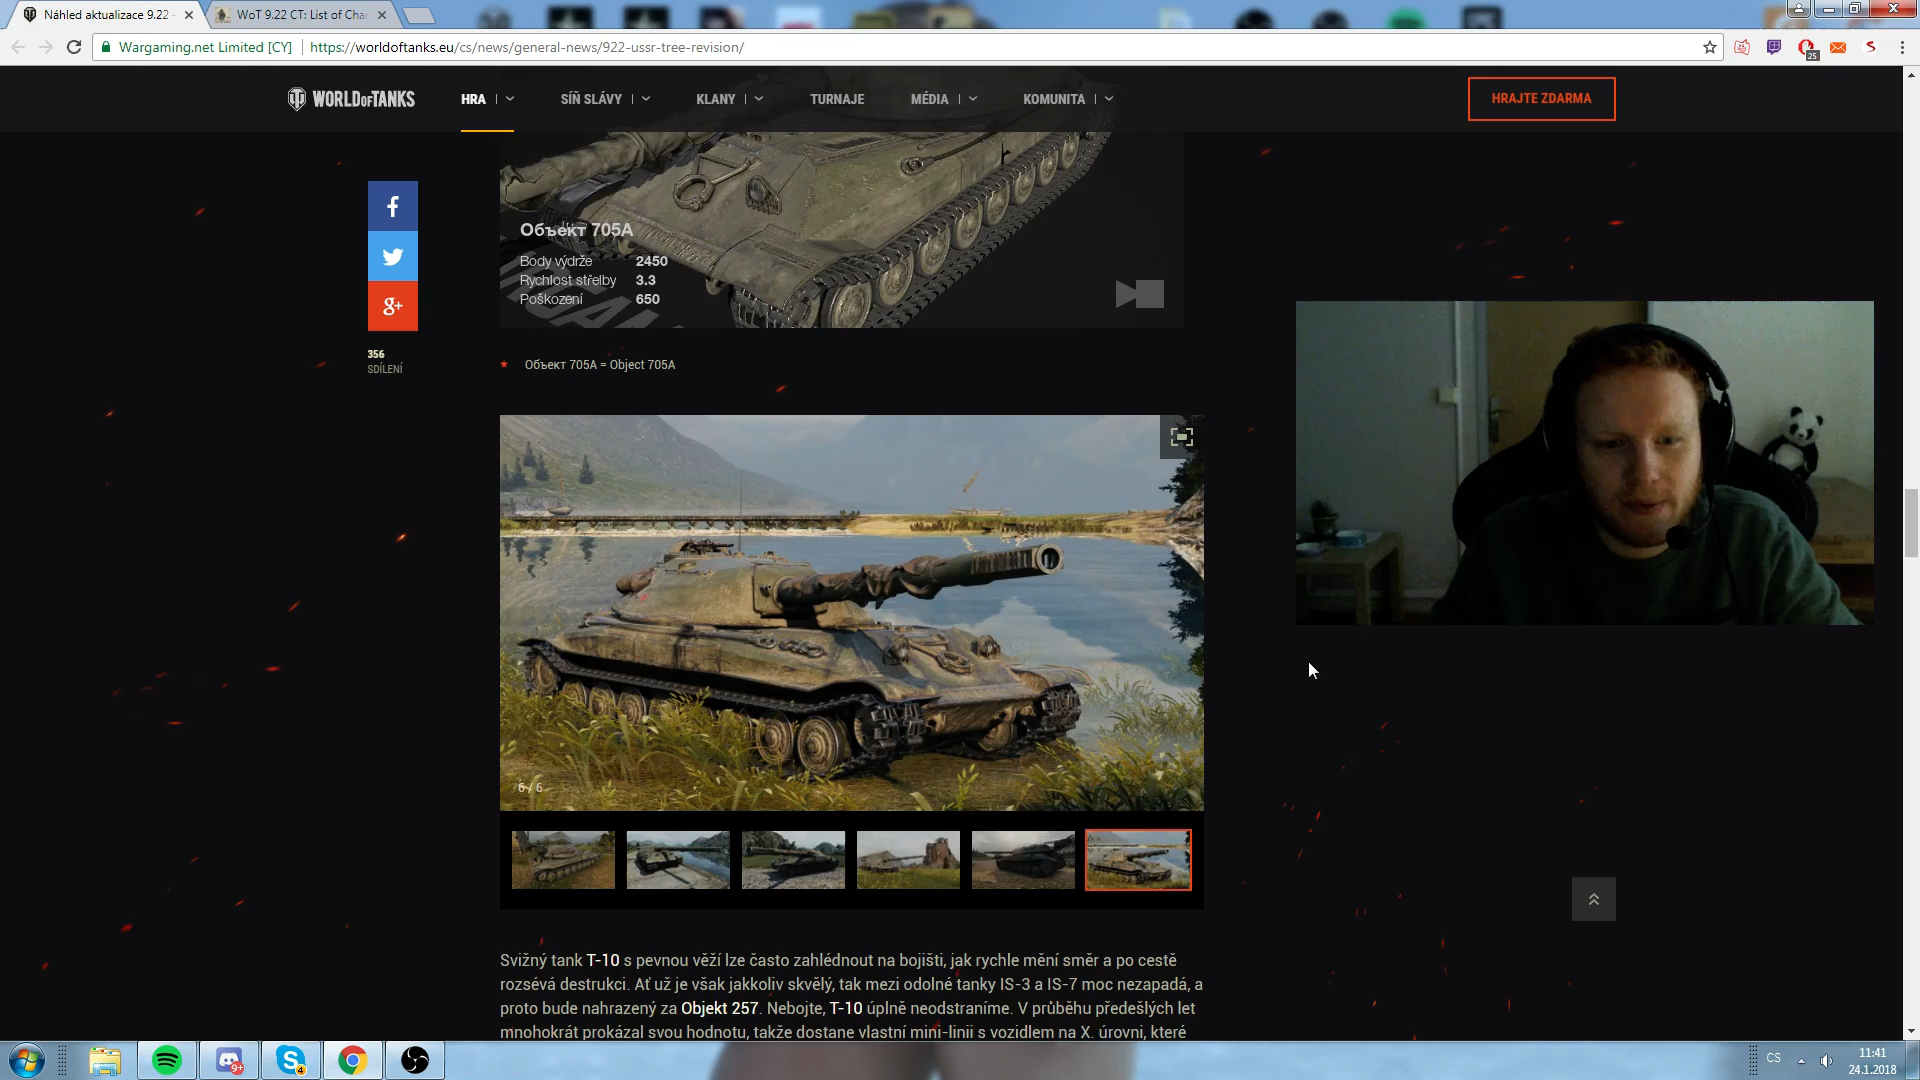 Náhled aktualizace 9.22 -
WoT 9.22 CT: List of Cha
Wargaming.net Limited [CY]
https://worldoftanks.eu/cs/news/general-news/922-ussr-tree-revision/
25
WORLD OF TANKS
HRA
SÍŇ SLÁVY
KLANY
TURNAJE
MÉDIA
KOMUNITA
HRAJTE ZDARMA
Объект 705А
Body výdrže 2450
Rychlost střelby 3.3
Poškození 650
f
g+
356
SDÍLENÍ
* Объект 705А = Object 705A
6 / 6
Svižný tank T-10 s pevnou věží lze často zahlédnout na bojišti, jak rychle mění směr a po cestě
rozsévá destrukci. Ať už je však jakkoliv skvělý, tak mezi odolné tanky IS-3 a IS-7 moc nezapadá, a
proto bude nahrazený za Objekt 257. Nebojte, T-10 úplně neodstraníme. V průběhu předešlých let
mnohokrát prokázal svou hodnotu, takže dostane vlastní mini-linii s vozidlem na X. úrovni, které
9+
4
CS
11:41
24.1.2018